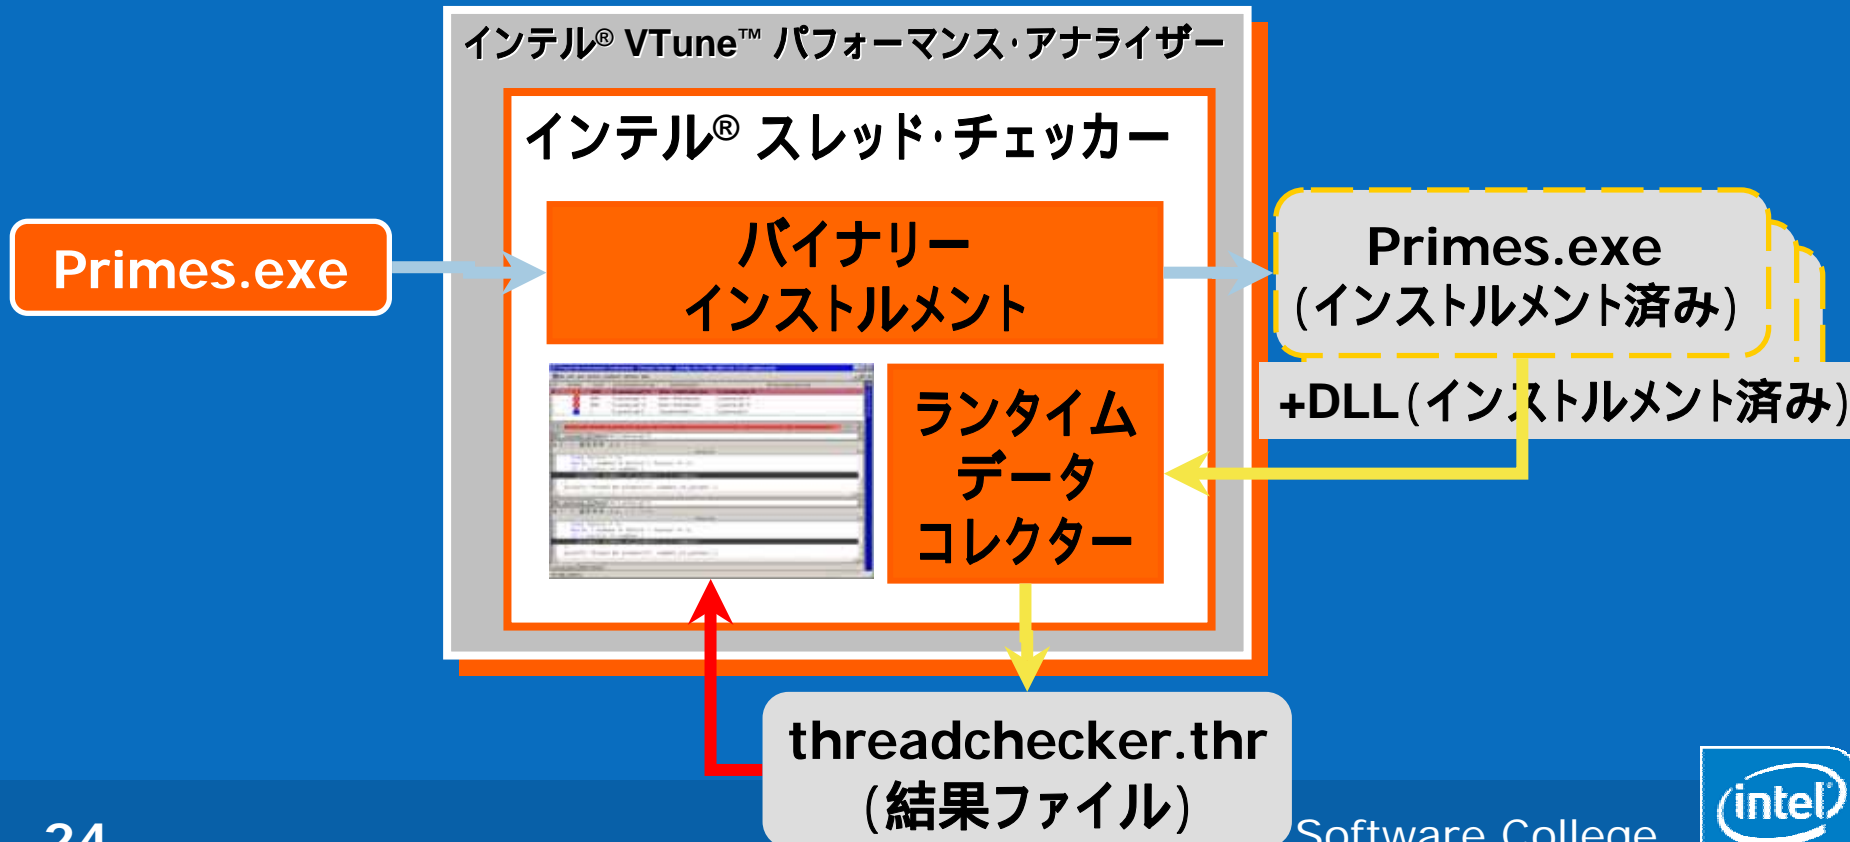 インテル® VTune™ パフォーマンス・アナライザー
インテル® スレッド・チェッカー
Primes.exe
バイナリー
インストルメント
Primes.exe
(インストルメント済み)
+DLL(インストルメント済み)
ランタイム
データ
コレクター
threadchecker.thr
(結果ファイル)
24
Software College
intel